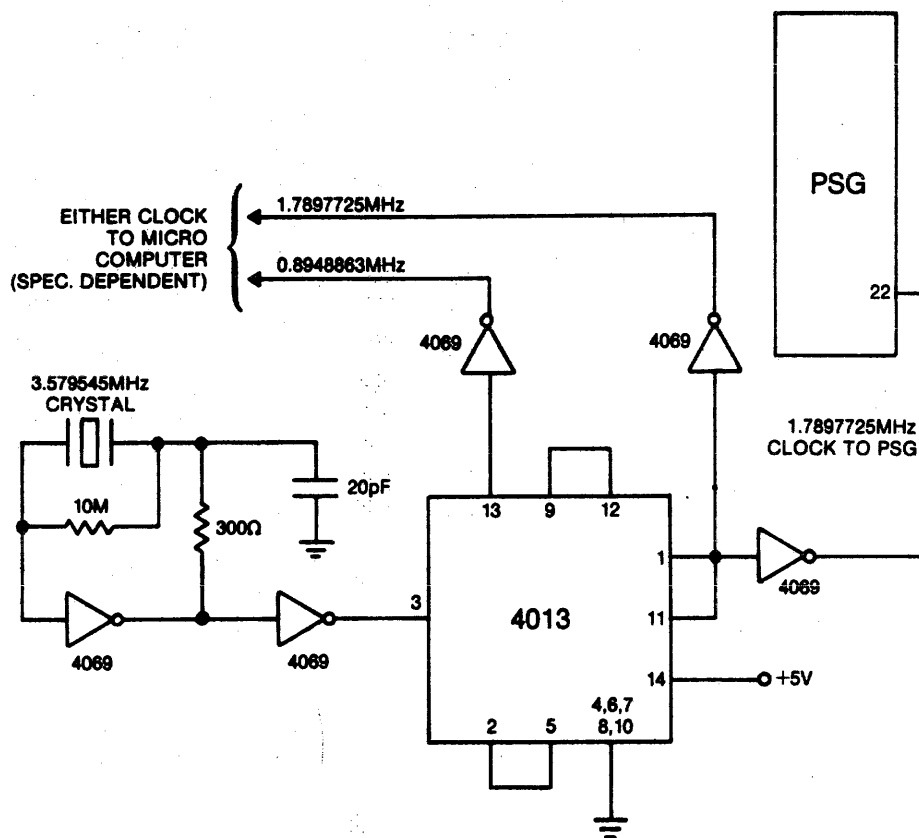 PSG
22
EITHER CLOCK
TO MICRO
COMPUTER
(SPEC. DEPENDENT)
1.7897725MHz
0.8948863MHz
4069
4069
3.579545MHz
CRYSTAL
10M
300Ω
20pF
1.7897725MHz
CLOCK TO PSG
13
9
12
1
4069
3
4013
11
4069
4069
14
+5V
4,6,7
8,10
2
5